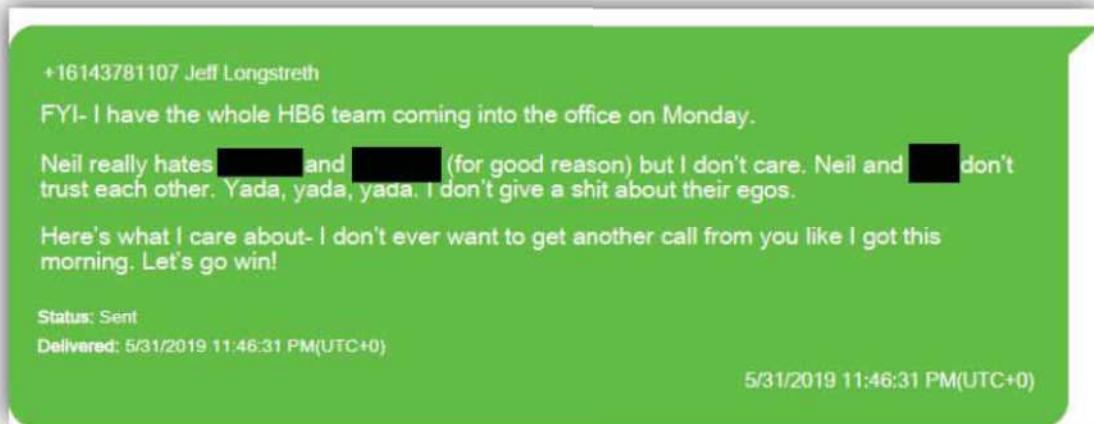 +16143781107 Jeff Longstreth
FYI- I have the whole HB6 team coming into the office on Monday.
Neil really hates and (for good reason) but I don't care. Neil and don't
trust each other. Yada, yada, yada. I don't give a shit about their egos.
Here's what I care about- I don't ever want to get another call from you like I got this
morning. Let's go win!
Status: Sent
Delivered: 5/31/2019 11:46:31 PM(UTC+0)
5/31/2019 11:46:31 PM(UTC+0)